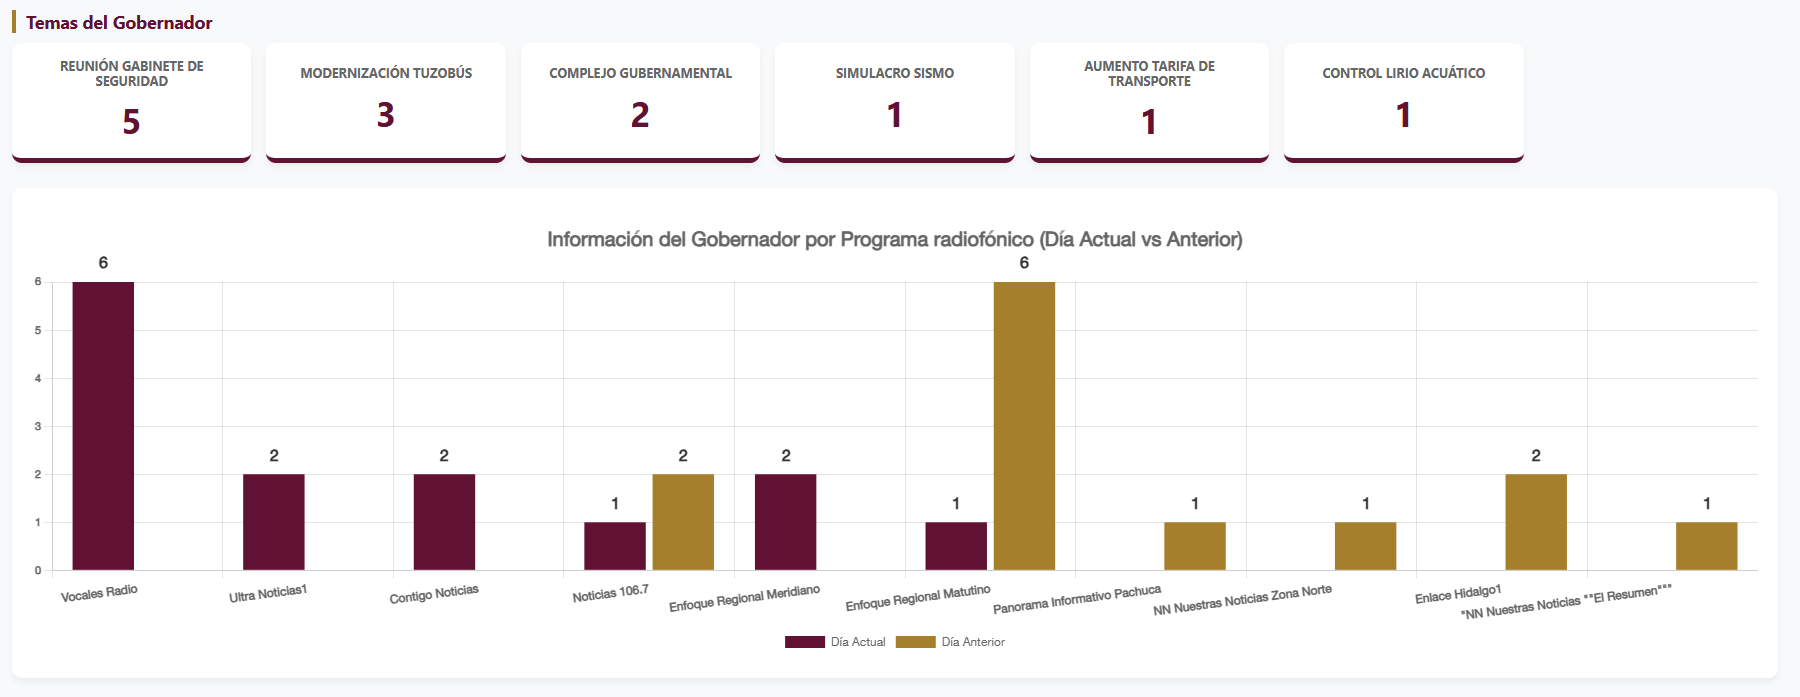 Temas del Gobernador
REUNIÓN GABINETE DE
SEGURIDAD
5
MODERNIZACIÓN TUZOBÚS
3
COMPLEJO GUBERNAMENTAL
2
SIMULACRO SISMO
1
AUMENTO TARIFA DE
TRANSPORTE
1
CONTROL LIRIO ACUÁTICO
1
Información del Gobernador por Programa radiofónico (Día Actual vs Anterior)
6
5
4
3
2
1
0
6
2
2
1
2
2
1
6
1
1
2
1
Vocales Radio
Ultra Noticias1
Contigo Noticias
Noticias 106.7
Enfoque Regional Meridiano
Enfoque Regional Matutino
Panorama Informativo Pachuca
NN Nuestras Noticias Zona Norte
Enlace Hidalgo1
"NN Nuestras Noticias ""El Resumen"""
Día Actual
Día Anterior